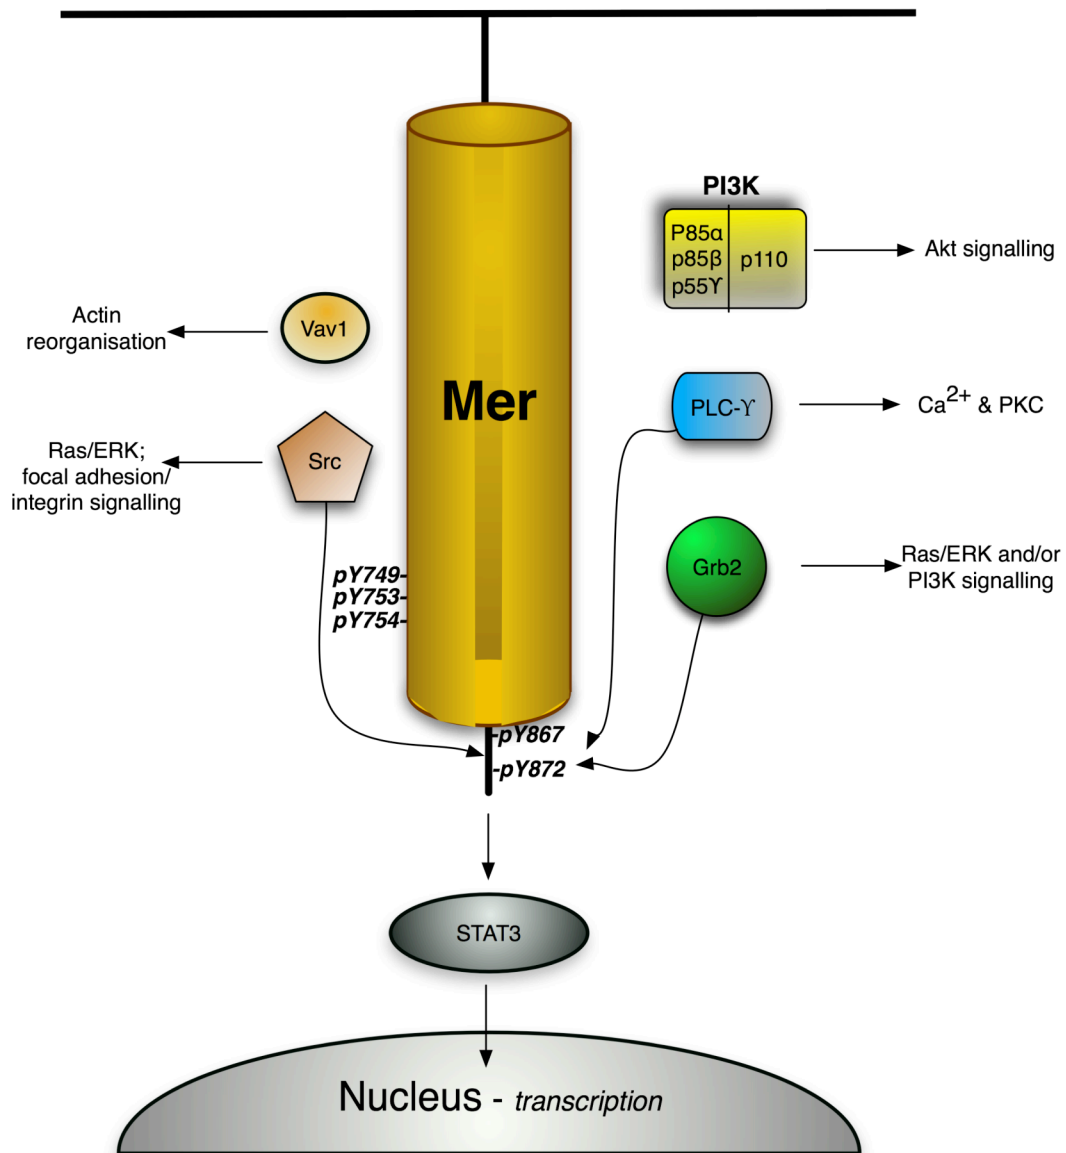 PI3K
P85α
p85β
p55ϒ
p110
Akt signalling
Vav1
Actin
reorganisation
Mer
PLC-ϒ
Ca2+ & PKC
Src
Ras/ERK;
focal adhesion/
integrin signalling
Grb2
Ras/ERK and/or
PI3K signalling
pY749-
pY753-
pY754-
-pY867
-pY872
STAT3
Nucleus - transcription